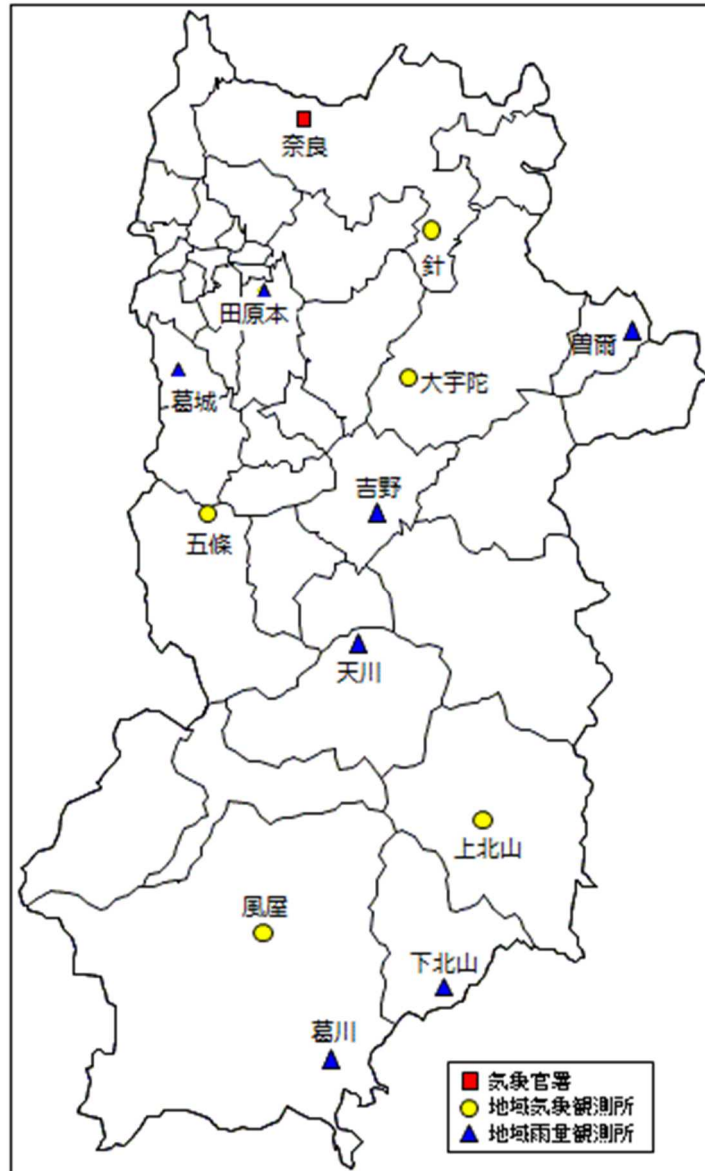 奈良
針
田原本
曽爾
大宇陀
葛城
吉野
五條
天川
上北山
風屋
下北山
葛川
気象官署
地域気象観測所
地域雨量観測所